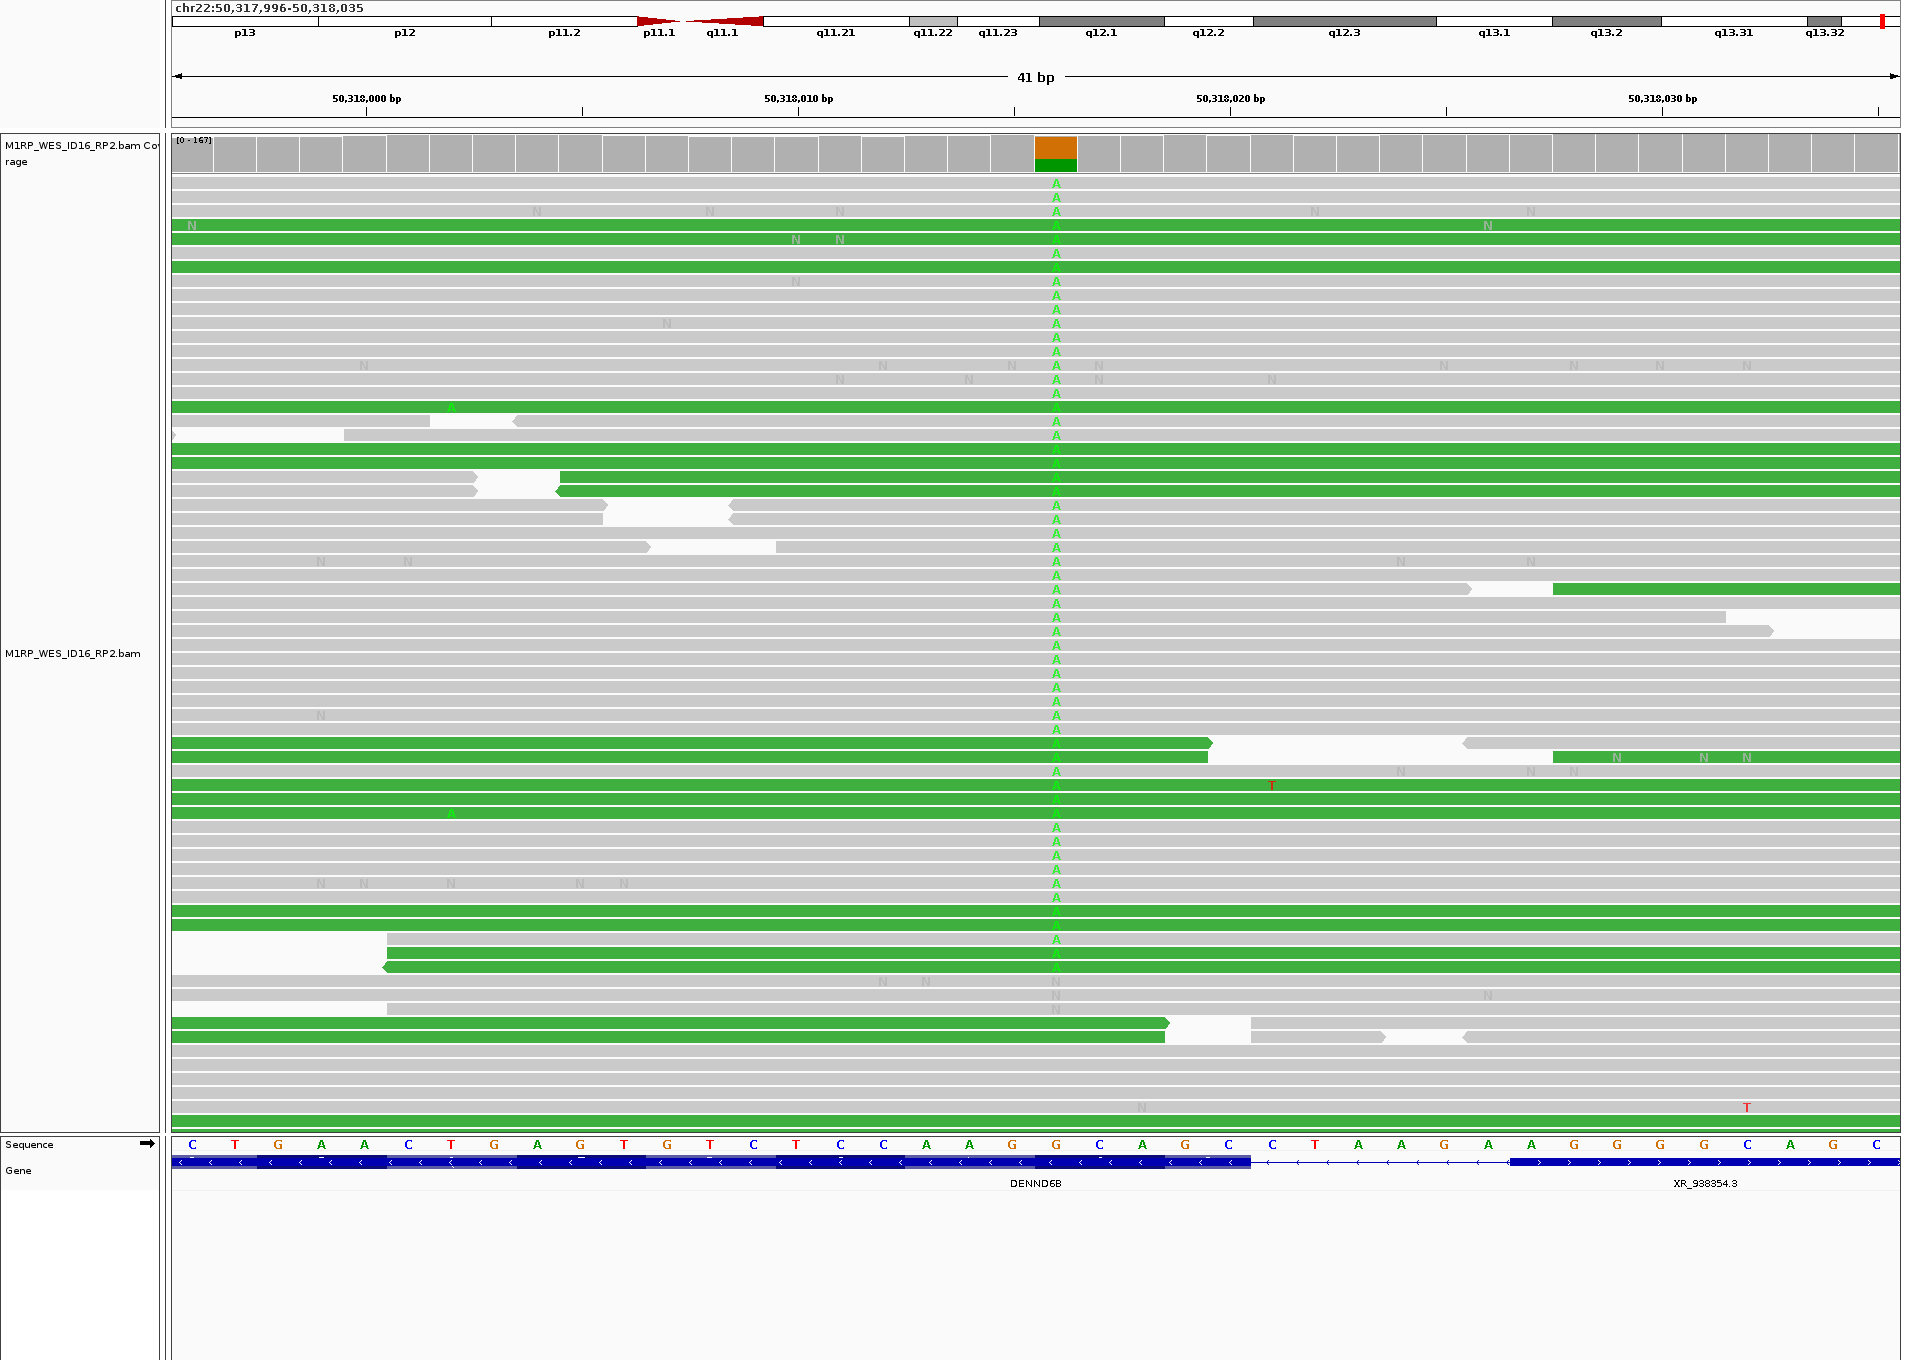 chr22:50,317,996-50,318,035
p13 p12 p11.2 p11.1 q11.1 q11.21 q11.22 q11.23 q12.1 q12.2 q12.3 q13.1 q13.2 q13.31 q13.32
41 bp
50,318,000 bp 50,318,010 bp 50,318,020 bp 50,318,030 bp
M1RP_WES_ID16_RP2.bam Co
rage
[0 - 167]
A
A
N N N A N N
N A N
N N A
A
A
N A
A
A
N A
A
A
N N N A N N N N N
N N A N N
A
A A
A
A
A
A
A
A
A
A
A
A
N N A N N
A
A
A
A
A
A
A
A
A
A
N A
A
A
A N N N
A N N N
A T
A
A A
A
A
A
A
N N N N N A
A
A
A
A
A
A
N N N
N N
N
N T
M1RP_WES_ID16_RP2.bam
Sequence
C T G A A C T G A G T G T C T C C A A G G C A G C C T A A G A A G G G G C A G C
Gene
DENND6B XR_938354.3